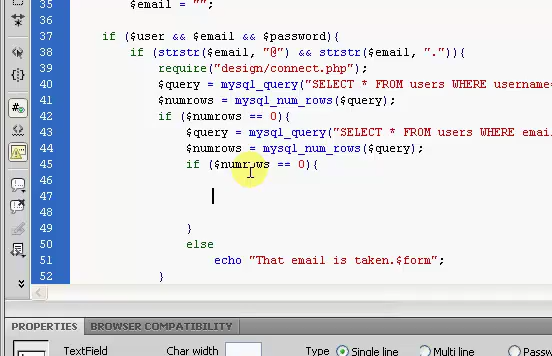 35
36 $email = "";
37 if ($user && $email && $password){
38 if (strstr($email, "@") && strstr($email, ".")){
39 require("design/connect.php");
40 $query = mysql_query("SELECT * FROM users WHERE username=
41 $numrows = mysql_num_rows($query);
42 if ($numrows == 0){
43 $query = mysql_query("SELECT * FROM users WHERE emai
44 $numrows = mysql_num_rows($query);
45 if ($numrows == 0){
46
47
48
49 }
50 else
51 echo "That email is taken.$form";
52 }
PROPERTIES BROWSER COMPATIBILITY
TextField Char width Type Single line Multi line Passw